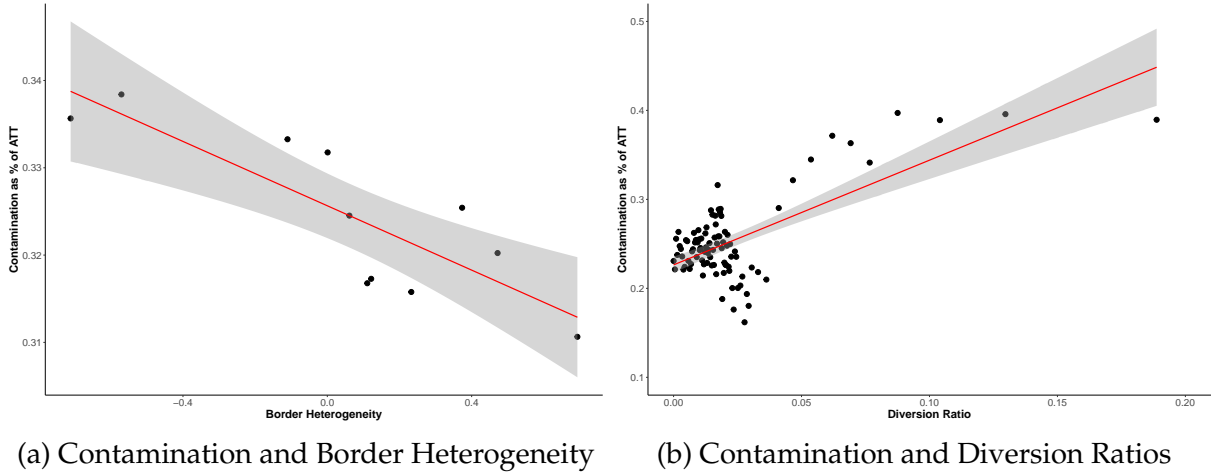 0.34
0.33
0.32
0.31
Contamination as % of ATT
−0.4
0.0
0.4
Border Heterogeneity
(a) Contamination and Border Heterogeneity
0.5
0.4
0.3
0.2
0.1
Contamination as % of ATT
0.00
0.05
0.10
0.15
0.20
Diversion Ratio
(b) Contamination and Diversion Ratios